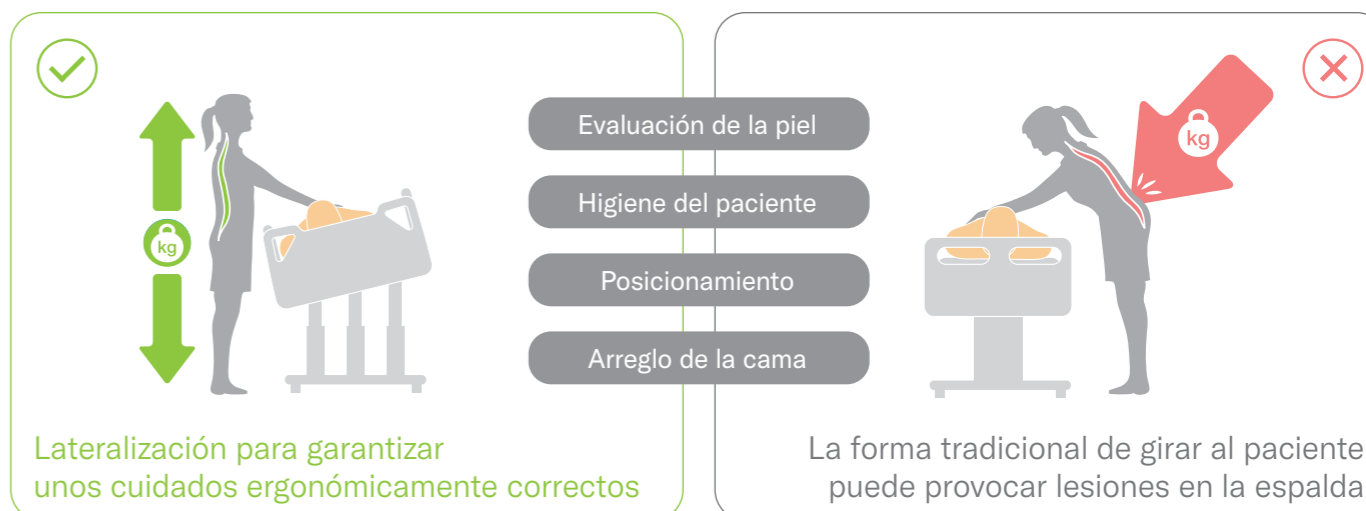 kg
Evaluación de la piel
Higiene del paciente
Posicionamiento
Arreglo de la cama
kg
Lateralización para garantizar
unos cuidados ergonómicamente correctos
La forma tradicional de girar al paciente
puede provocar lesiones en la espalda